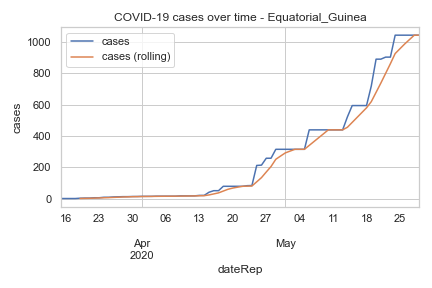 COVID-19 cases over time - Equatorial_Guinea
cases
cases (rolling)
1000
800
600
400
200
0
cases
16 23 30 06 13 20 27 04 11 18 25
Apr May
2020
dateRep